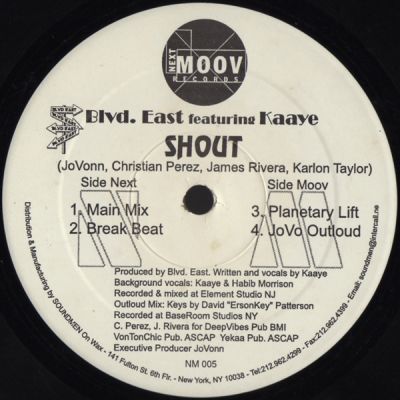 NEXT
MOOV
RECORDS
BLVD EAST
Blvd. East featuring Kaaye
SHOUT
(JoVonn, Christian Perez, James Rivera, Karlon Taylor)
Side Next
1. Main Mix
2. Break Beat
Side Moov
3. Planetary Lift
4. JoVo Outloud
Produced by Blvd. East. Written and vocals by Kaaye
Background vocals: Kaaye & Habib Morrison
Recorded & mixed at Element Studio NJ
Outloud Mix: Keys by David "ErsonKey" Patterson
Recorded at BaseRoom Studios NY
C. Perez, J. Rivera for DeepVibes Pub BMI
VonTonChic Pub. ASCAP  Yekaa Pub. ASCAP
Executive Producer JoVonn
NM 005
Distribution & Manufacturing by SOUNDMEN On Wax - 141 Fulton St. 6th Flr. - New York, NY 10038 - Tel:212.962.4299 - Fax:212.962.4399 - Email: soundmen@interrail.ne